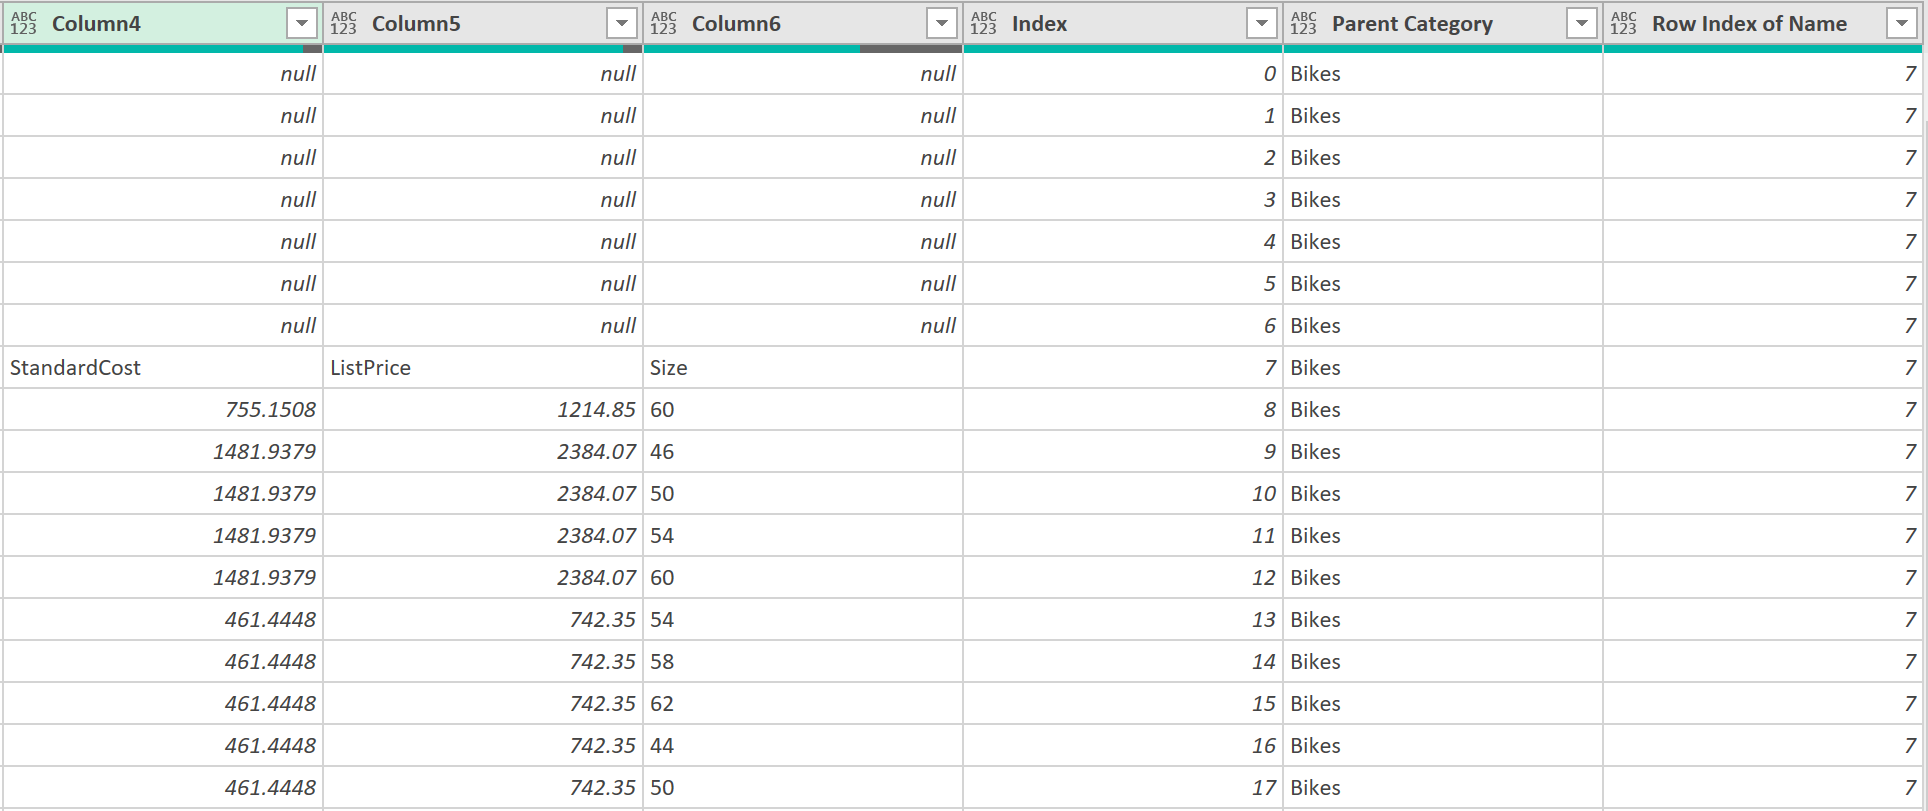 ABC 123 Column4 ABC 123 Column5 ABC 123 Column6 ABC 123 Index ABC 123 Parent Category ABC 123 Row Index of Name
null null null 0 Bikes 7
null null null 1 Bikes 7
null null null 2 Bikes 7
null null null 3 Bikes 7
null null null 4 Bikes 7
null null null 5 Bikes 7
null null null 6 Bikes 7
StandardCost ListPrice Size 7 Bikes 7
755.1508 1214.85 60 8 Bikes 7
1481.9379 2384.07 46 9 Bikes 7
1481.9379 2384.07 50 10 Bikes 7
1481.9379 2384.07 54 11 Bikes 7
1481.9379 2384.07 60 12 Bikes 7
461.4448 742.35 54 13 Bikes 7
461.4448 742.35 58 14 Bikes 7
461.4448 742.35 62 15 Bikes 7
461.4448 742.35 44 16 Bikes 7
461.4448 742.35 50 17 Bikes 7